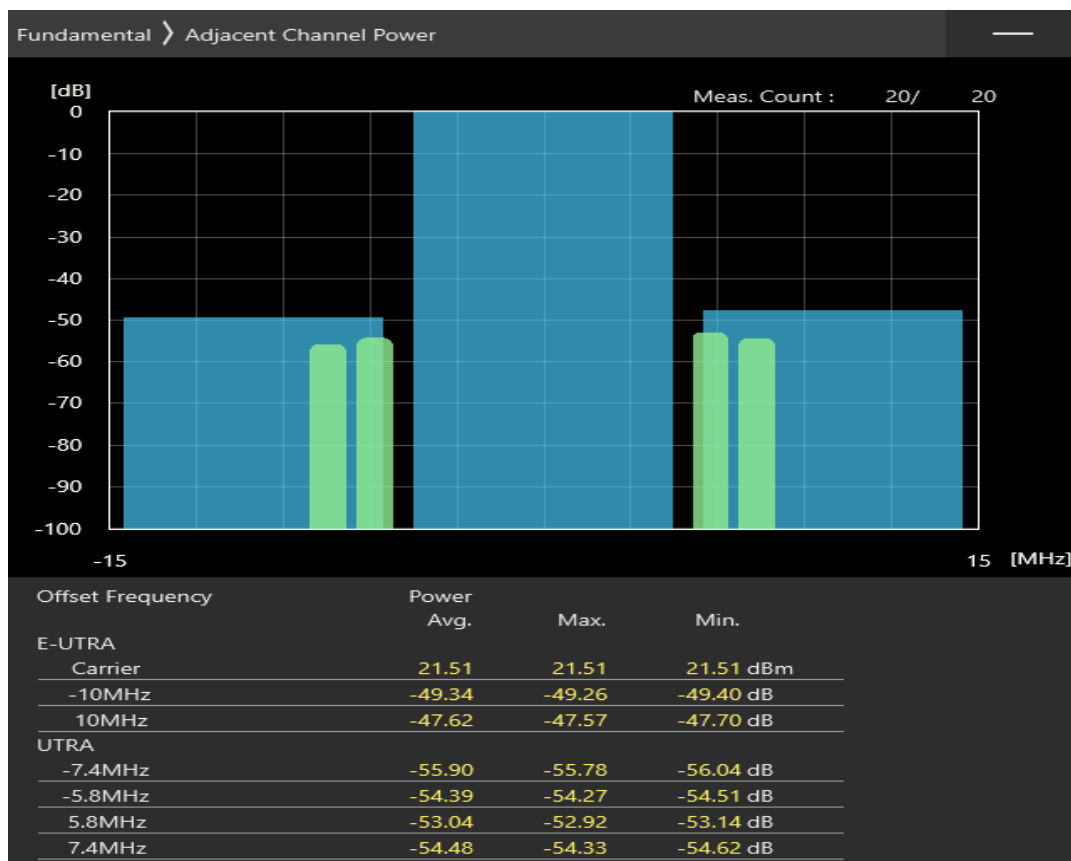 Fundamental ❯ Adjacent Channel Power
[dB]
Meas. Count : 20/ 20
0
-10
-20
-30
-40
-50
-60
-70
-80
-90
-100
-15 15 [MHz]
Offset Frequency Power
Avg. Max. Min.
E-UTRA
Carrier 21.51 21.51 21.51 dBm
-10MHz -49.34 -49.26 -49.40 dB
10MHz -47.62 -47.57 -47.70 dB
UTRA
-7.4MHz -55.90 -55.78 -56.04 dB
-5.8MHz -54.39 -54.27 -54.51 dB
5.8MHz -53.04 -52.92 -53.14 dB
7.4MHz -54.48 -54.33 -54.62 dB